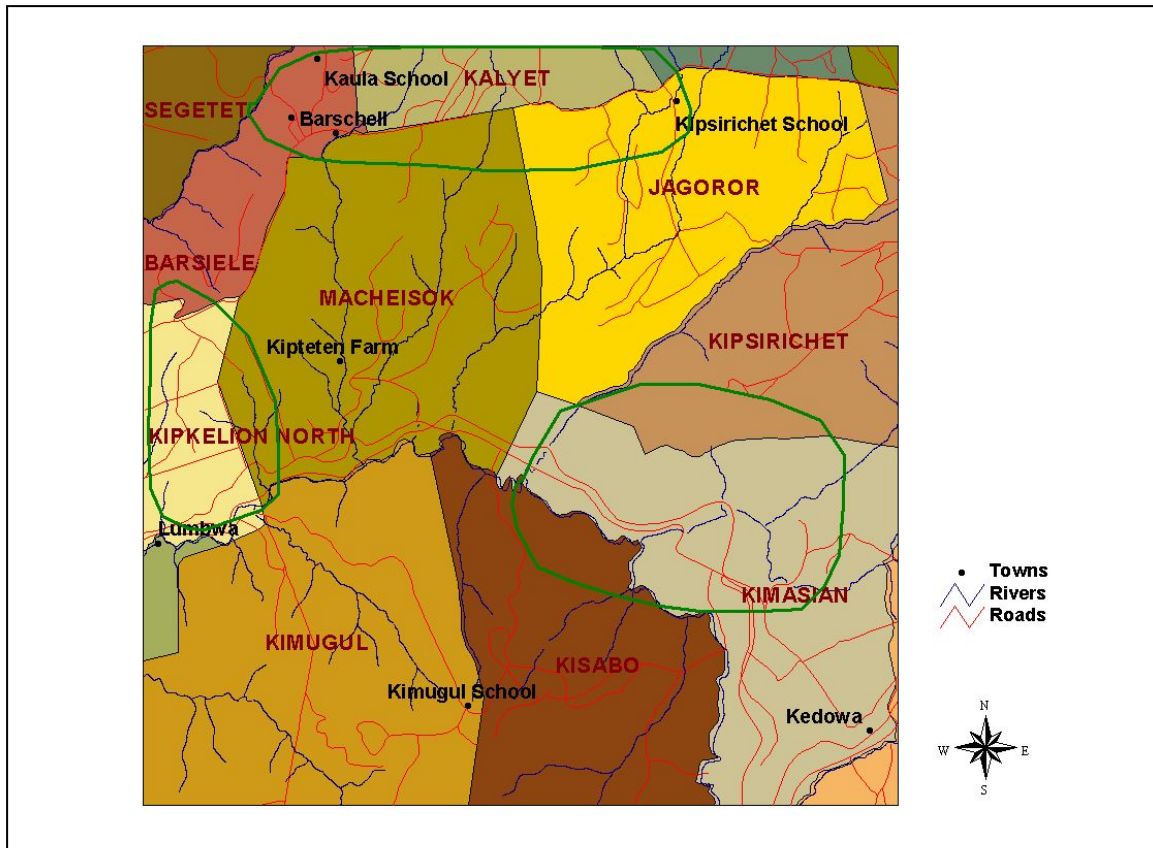 Kaula School
KALYET
SEGETET
Barschell
Kipsirichet School
JAGOROR
BARSIELE
MACHEISOK
Kipteten Farm
KIPSIRICHET
KIPKELION NORTH
Lumbwa
KIMASIAN
KIMUGUL
KISABO
Kimugul School
Kedowa
Towns
Rivers
Roads
N
W E
S